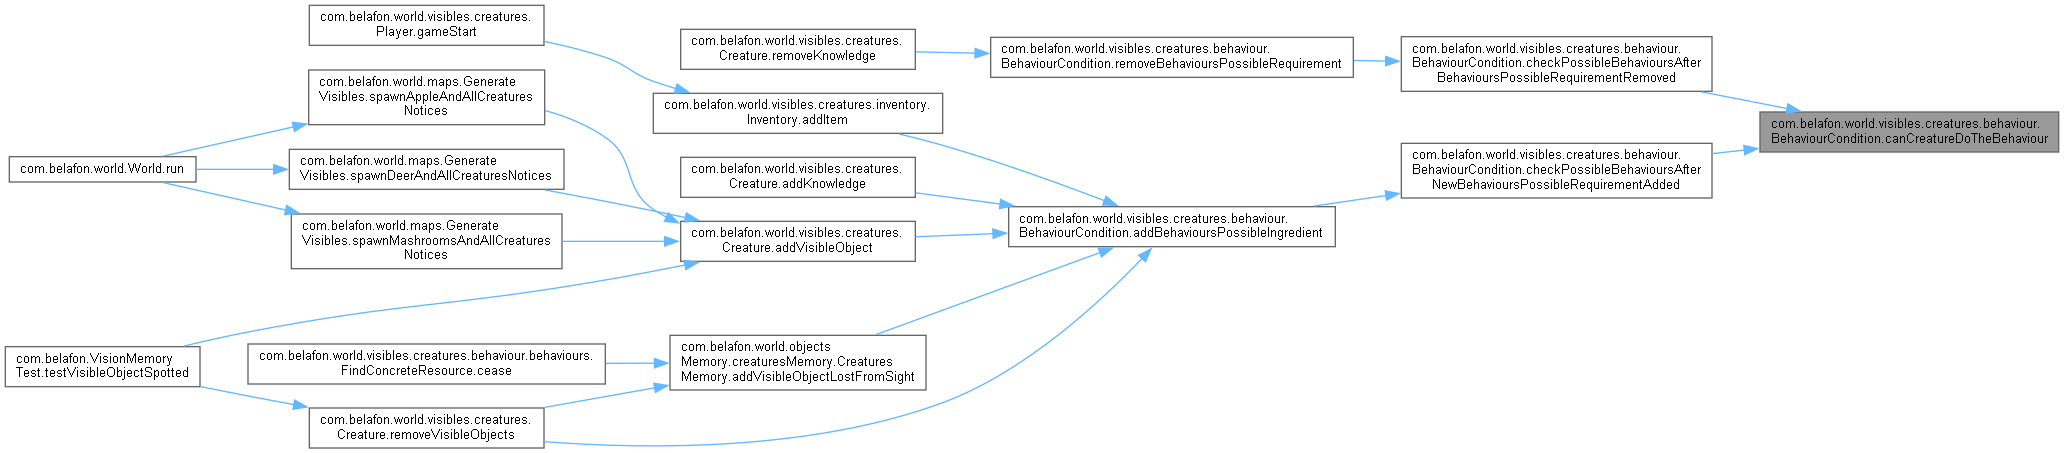 com.belafon.world.visibles.creatures.
Player.gameStart
com.belafon.world.maps.Generate
Visibles.spawnAppleAndAllCreatures
Notices
com.belafon.world.World.run
com.belafon.world.maps.Generate
Visibles.spawnDeerAndAllCreaturesNotices
com.belafon.world.maps.Generate
Visibles.spawnMashroomsAndAllCreatures
Notices
com.belafon.VisionMemory
Test.testVisibleObjectSpotted
com.belafon.world.visibles.creatures.behaviour.behaviours.
FindConcreteResource.cease
com.belafon.world.visibles.creatures.
Creature.removeVisibleObjects
com.belafon.world.visibles.creatures.
Creature.removeKnowledge
com.belafon.world.visibles.creatures.inventory.
Inventory.addItem
com.belafon.world.visibles.creatures.
Creature.addKnowledge
com.belafon.world.visibles.creatures.
Creature.addVisibleObject
com.belafon.world.objects
Memory.creaturesMemory.Creatures
Memory.addVisibleObjectLostFromSight
com.belafon.world.visibles.creatures.behaviour.
BehaviourCondition.removeBehavioursPossibleRequirement
com.belafon.world.visibles.creatures.behaviour.
BehaviourCondition.addBehavioursPossibleIngredient
com.belafon.world.visibles.creatures.behaviour.
BehaviourCondition.checkPossibleBehavioursAfter
BehavioursPossibleRequirementRemoved
com.belafon.world.visibles.creatures.behaviour.
BehaviourCondition.checkPossibleBehavioursAfter
NewBehavioursPossibleRequirementAdded
com.belafon.world.visibles.creatures.behaviour.
BehaviourCondition.canCreatureDoTheBehaviour